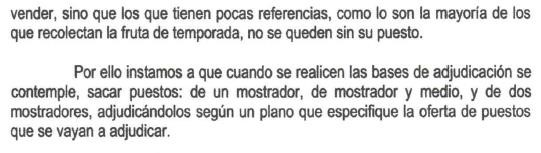 vender, sino que los que tienen pocas referencias, como lo son la mayoría de los
que recolectan la fruta de temporada, no se queden sin su puesto.
Por ello instamos a que cuando se realicen las bases de adjudicación se
contemple, sacar puestos: de un mostrador, de mostrador y medio, y de dos
mostradores, adjudicándolos según un plano que especifique la oferta de puestos
que se vayan a adjudicar.